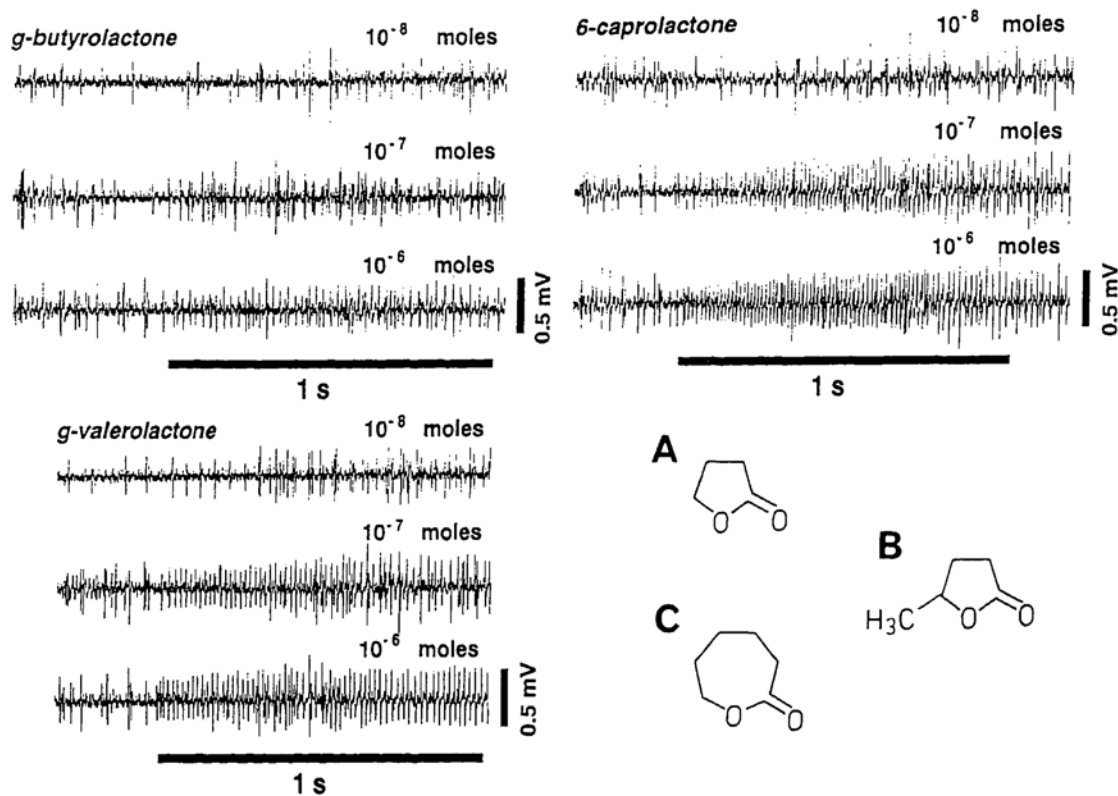 g-butyrolactone
10-8 moles
10-7 moles
10-6 moles
0.5 mV
1 s
6-caprolactone
10-8 moles
10-7 moles
10-6 moles
0.5 mV
1 s
g-valerolactone
10-8 moles
10-7 moles
10-6 moles
0.5 mV
1 s
A
O
O
B
H3C
O
O
C
O
O